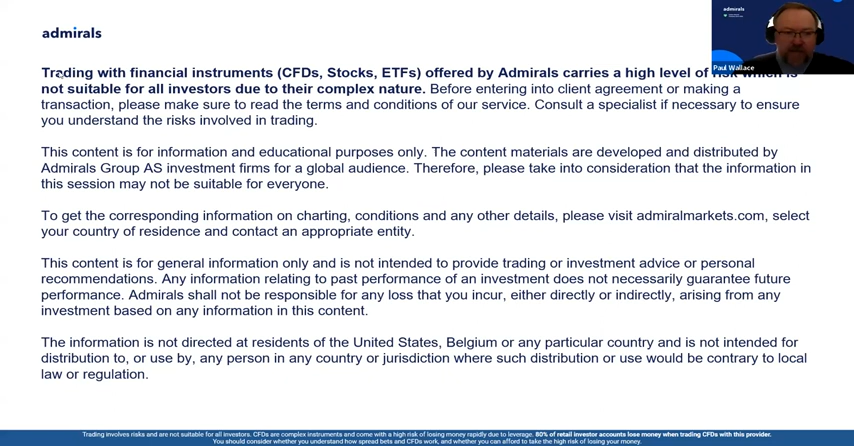 admirals
admirals
Paul Wallace
Trading with financial instruments (CFDs, Stocks, ETFs) offered by Admirals carries a high level of risk which is
not suitable for all investors due to their complex nature. Before entering into client agreement or making a
transaction, please make sure to read the terms and conditions of our service. Consult a specialist if necessary to ensure
you understand the risks involved in trading.
This content is for information and educational purposes only. The content materials are developed and distributed by
Admirals Group AS investment firms for a global audience. Therefore, please take into consideration that the information in
this session may not be suitable for everyone.
To get the corresponding information on charting, conditions and any other details, please visit admiralmarkets.com, select
your country of residence and contact an appropriate entity.
This content is for general information only and is not intended to provide trading or investment advice or personal
recommendations. Any information relating to past performance of an investment does not necessarily guarantee future
performance. Admirals shall not be responsible for any loss that you incur, either directly or indirectly, arising from any
investment based on any information in this content.
The information is not directed at residents of the United States, Belgium or any particular country and is not intended for
distribution to, or use by, any person in any country or jurisdiction where such distribution or use would be contrary to local
law or regulation.
Trading involves risks and are not suitable for all investors. CFDs are complex instruments and come with a high risk of losing money rapidly due to leverage. 80% of retail investor accounts lose money when trading CFDs with this provider.
You should consider whether you understand how spread bets and CFDs work, and whether you can afford to take the high risk of losing your money.